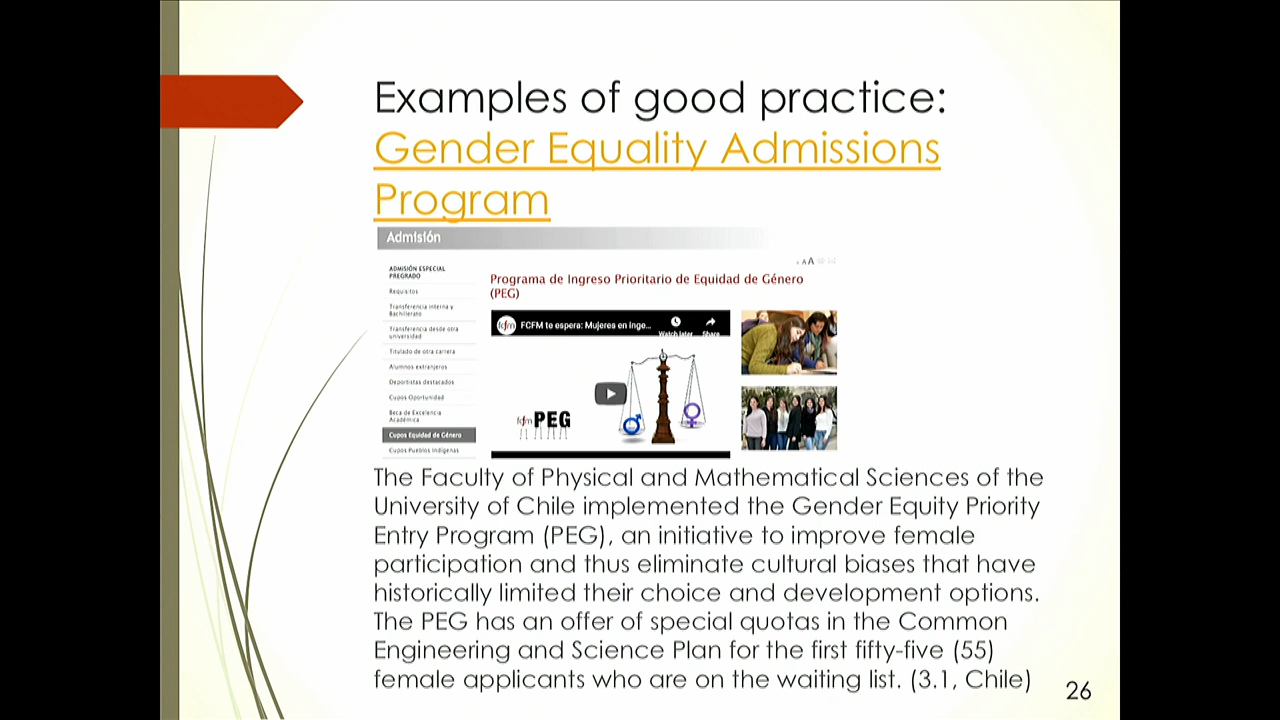 Examples of good practice:
Gender Equality Admissions
Program
Admisión
ADMISIÓN ESPECIAL
PREGRADO
Requisitos
Transferencia interna y
Bachillerato
Transferencia desde otra
universidad
Titulado de otra carrera
Alumnos extranjeros
Deportistas destacados
Cupos Oportunidad
Beca de Excelencia
Académica
Cupos Equidad de Género
Cupos Pueblos Indígenas
A A
Programa de Ingreso Prioritario de Equidad de Género
(PEG)
fcfm FCFM te espera: Mujeres en inge...
Watch later Share
fcfm PEG
The Faculty of Physical and Mathematical Sciences of the
University of Chile implemented the Gender Equity Priority
Entry Program (PEG), an initiative to improve female
participation and thus eliminate cultural biases that have
historically limited their choice and development options.
The PEG has an offer of special quotas in the Common
Engineering and Science Plan for the first fifty-five (55)
female applicants who are on the waiting list. (3.1, Chile)
26